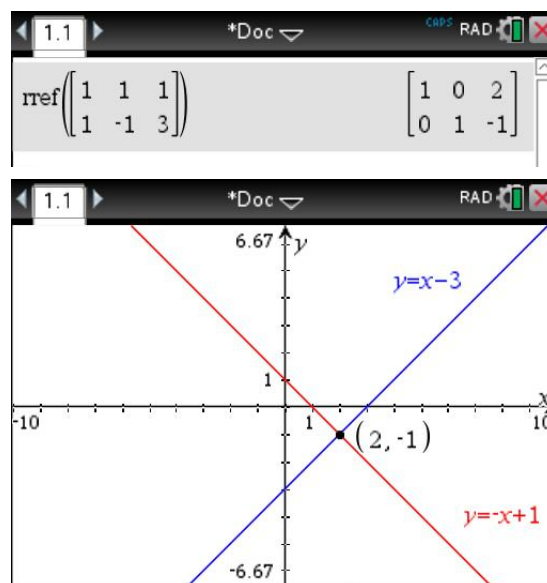 1.1 *Doc CAPS RAD
rref([1 1 1
1 -1 3]) [1 0 2
0 1 -1]
1.1 *Doc RAD
6.67 y
y=x-3
1
x
-10 1 10
(2, -1)
y=-x+1
-6.67